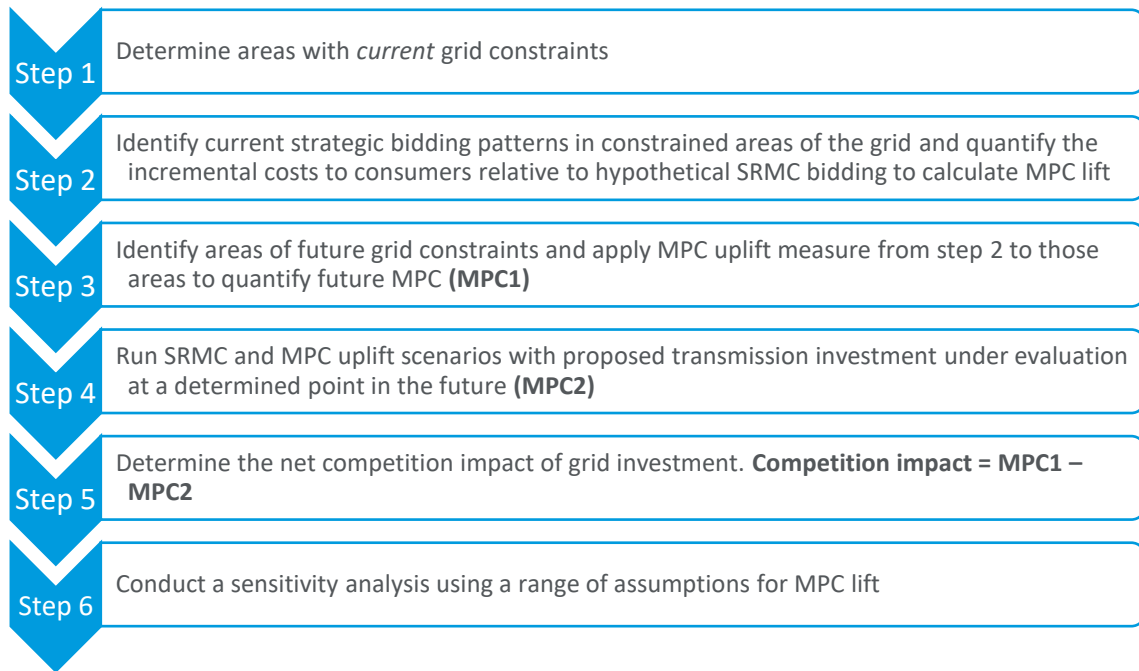 Step 1
Determine areas with current grid constraints
Step 2
Identify current strategic bidding patterns in constrained areas of the grid and quantify the
incremental costs to consumers relative to hypothetical SRMC bidding to calculate MPC lift
Step 3
Identify areas of future grid constraints and apply MPC uplift measure from step 2 to those
areas to quantify future MPC (MPC1)
Step 4
Run SRMC and MPC uplift scenarios with proposed transmission investment under evaluation
at a determined point in the future (MPC2)
Step 5
Determine the net competition impact of grid investment. Competition impact = MPC1 –
MPC2
Step 6
Conduct a sensitivity analysis using a range of assumptions for MPC lift